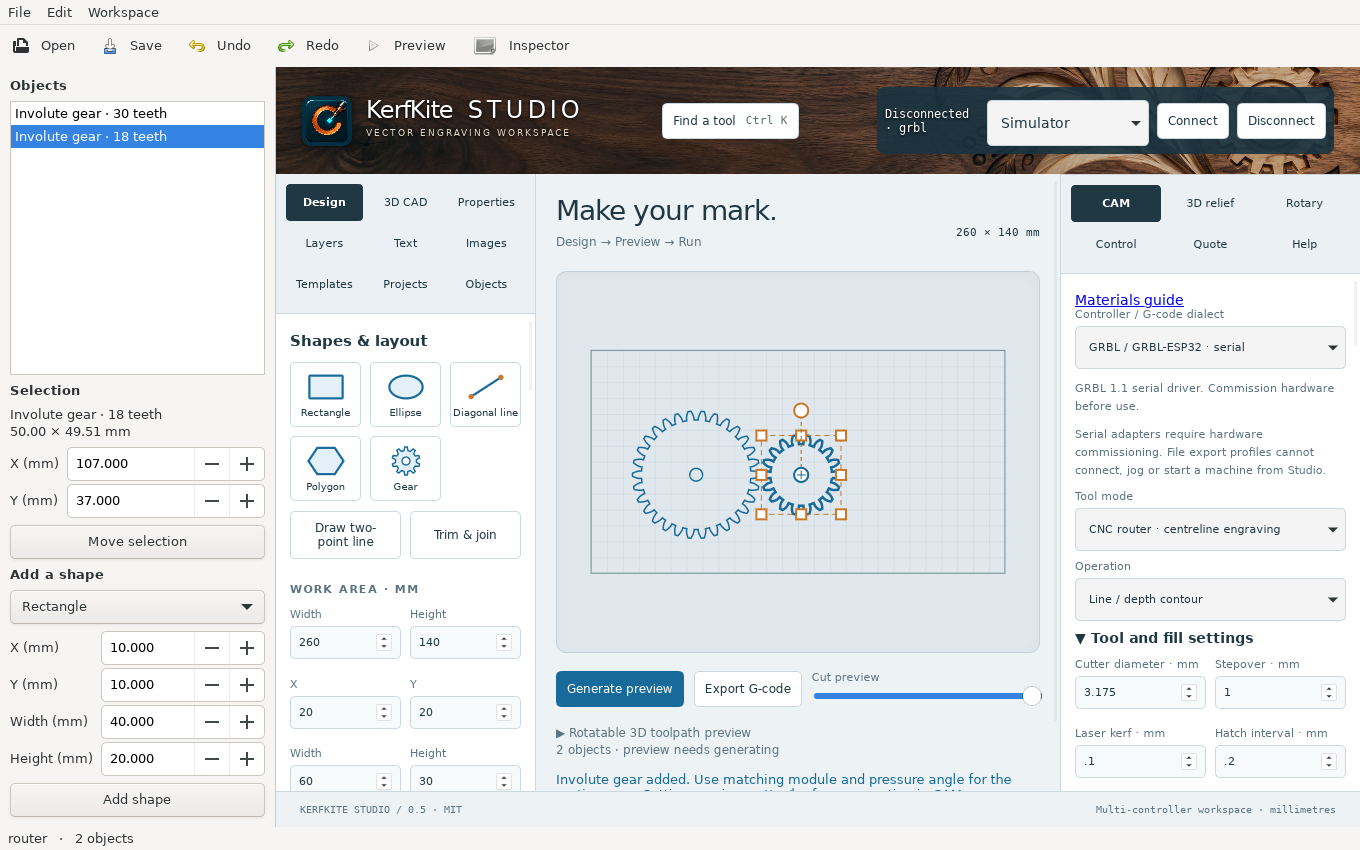 File Edit Workspace
Open Save Undo Redo Preview Inspector
Objects
Involute gear · 30 teeth
Involute gear · 18 teeth
Selection
Involute gear · 18 teeth
50.00 × 49.51 mm
X (mm) 107.000
Y (mm) 37.000
Move selection
Add a shape
Rectangle
X (mm) 10.000
Y (mm) 10.000
Width (mm) 40.000
Height (mm) 20.000
Add shape
router · 2 objects
KerfKite STUDIO
VECTOR ENGRAVING WORKSPACE
Find a tool Ctrl K
Disconnected
· grbl
Simulator
Connect
Disconnect
Design 3D CAD Properties
Layers Text Images
Templates Projects Objects
Shapes & layout
Rectangle Ellipse Diagonal line
Polygon Gear
Draw two-
point line
Trim & join
WORK AREA · MM
Width Height
260 140
X Y
20 20
Width Height
60 30
Make your mark.
Design → Preview → Run
260 × 140 mm
Generate preview
Export G-code
Cut preview
▶ Rotatable 3D toolpath preview
2 objects · preview needs generating
Involute gear added. Use matching module and pressure angle for the
CAM 3D relief Rotary
Control Quote Help
Materials guide
Controller / G-code dialect
GRBL / GRBL-ESP32 · serial
GRBL 1.1 serial driver. Commission hardware
before use.
Serial adapters require hardware
commissioning. File export profiles cannot
connect, jog or start a machine from Studio.
Tool mode
CNC router · centreline engraving
Operation
Line / depth contour
▼ Tool and fill settings
Cutter diameter · mm Stepover · mm
3.175 1
Laser kerf · mm Hatch interval · mm
.1 .2
KERFKITE STUDIO / 0.5 · MIT
Multi-controller workspace · millimetres